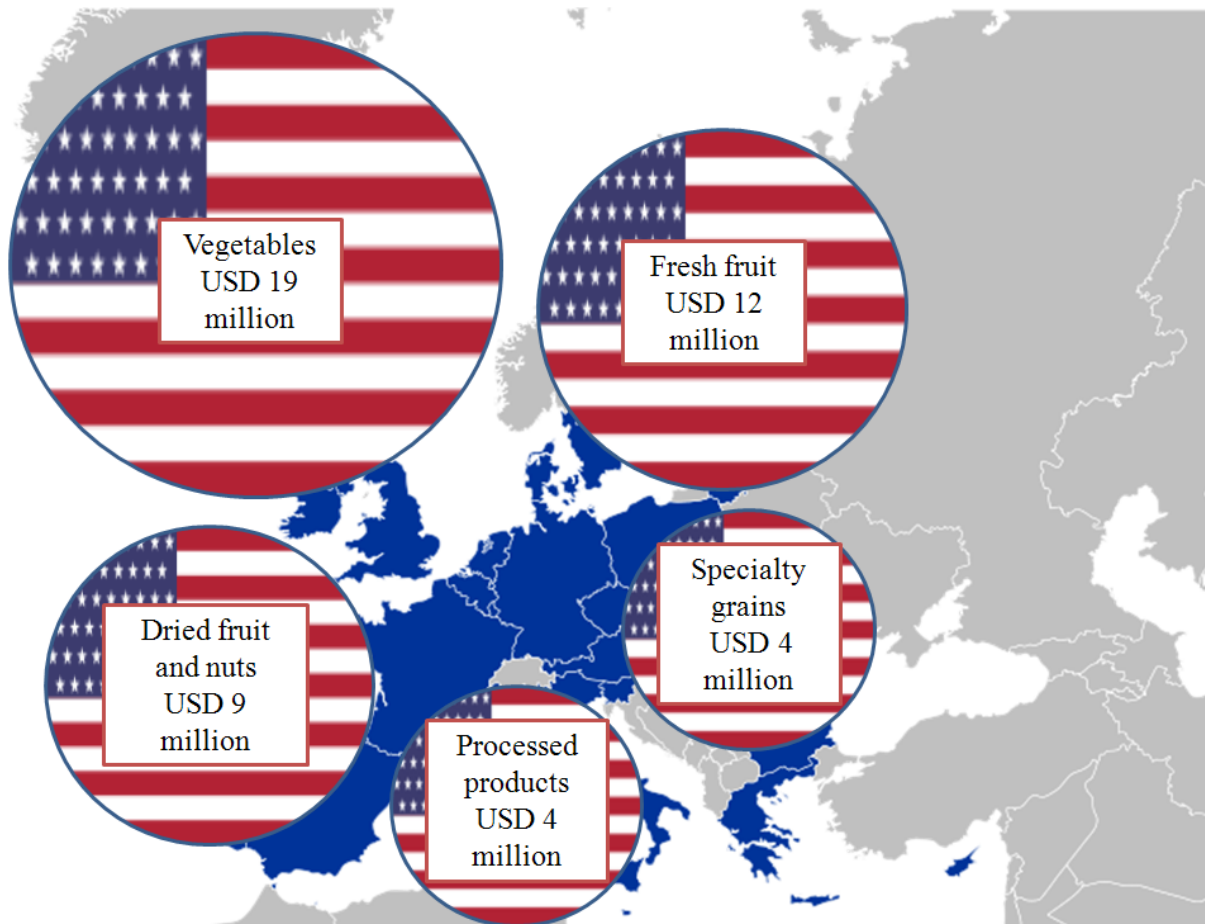 Vegetables
USD 19
million
Fresh fruit
USD 12
million
Dried fruit
and nuts
USD 9
million
Specialty
grains
USD 4
million
Processed
products
USD 4
million